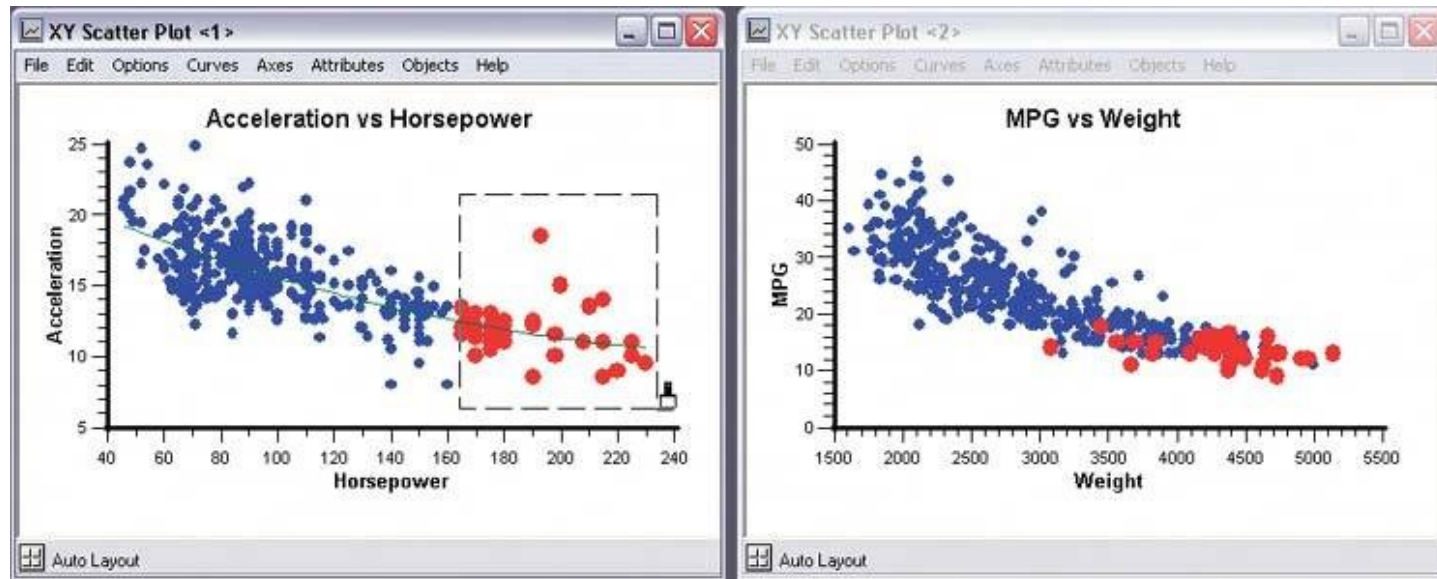 XY Scatter Plot <1>
File Edit Options Curves Axes Attributes Objects Help
Acceleration vs Horsepower
25
20
15
10
5
Acceleration
40 60 80 100 120 140 160 180 200 220 240
Horsepower
Auto Layout
XY Scatter Plot <2>
File Edit Options Curves Axes Attributes Objects Help
MPG vs Weight
50
40
30
20
10
0
MPG
1500 2000 2500 3000 3500 4000 4500 5000 5500
Weight
Auto Layout